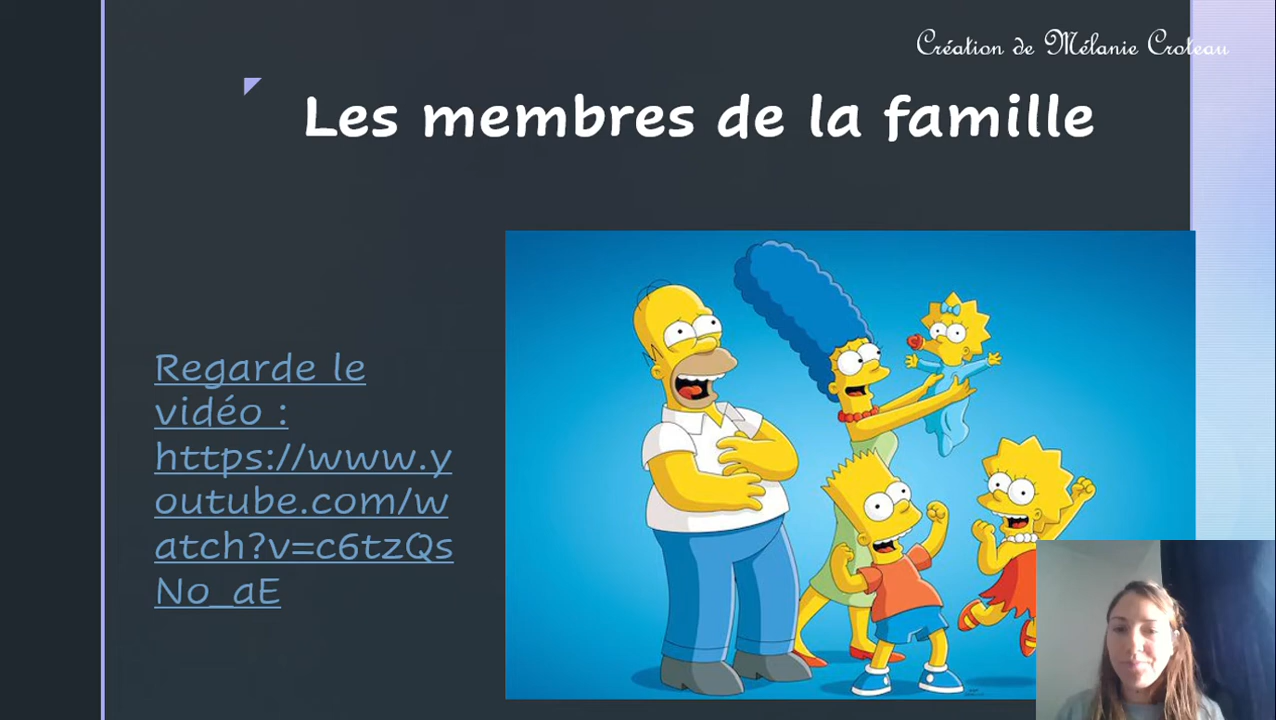 Création de Mélanie Croteau
Les membres de la famille
Regarde le
vidéo :
https://www.y
outube.com/w
atch?v=c6tzQs
No_aE